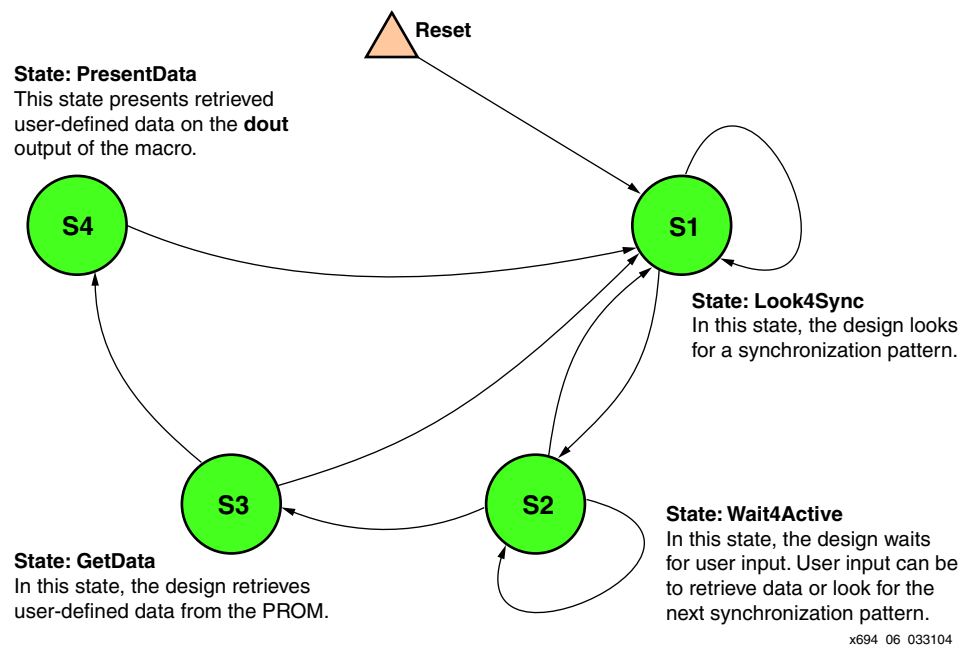 Reset
State: PresentData
This state presents retrieved
user-defined data on the dout
output of the macro.
S4
S1
State: Look4Sync
In this state, the design looks
for a synchronization pattern.
S3
S2
State: GetData
In this state, the design retrieves
user-defined data from the PROM.
State: Wait4Active
In this state, the design waits
for user input. User input can be
to retrieve data or look for the
next synchronization pattern.
x694_06_033104